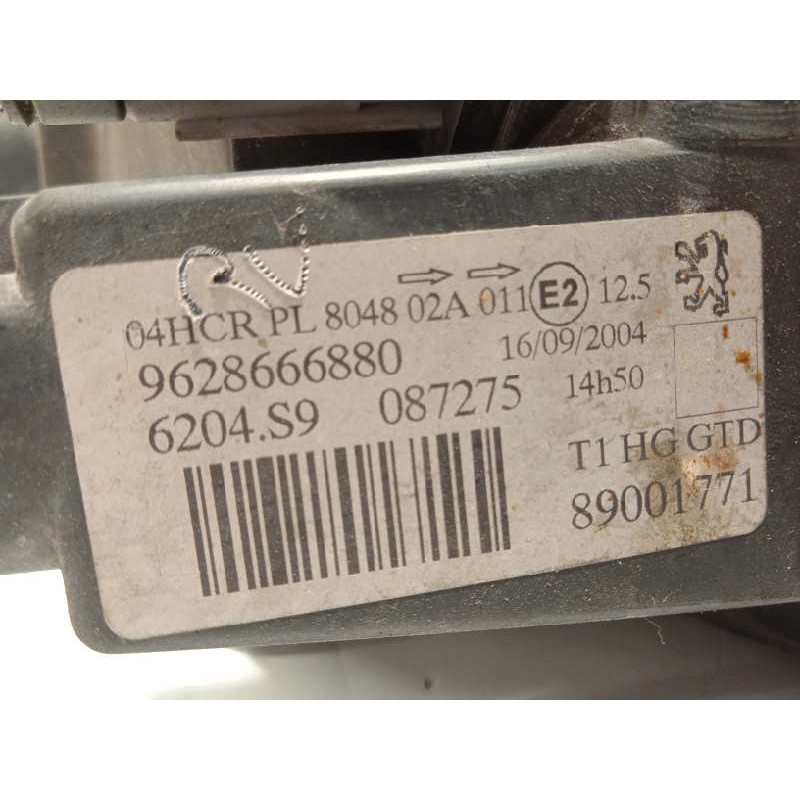 04HCR PL 8048 02A 011 E2 12.5
9628666880 16/09/2004
6204.S9 087275 14h50
T1 HG GTD
89001771